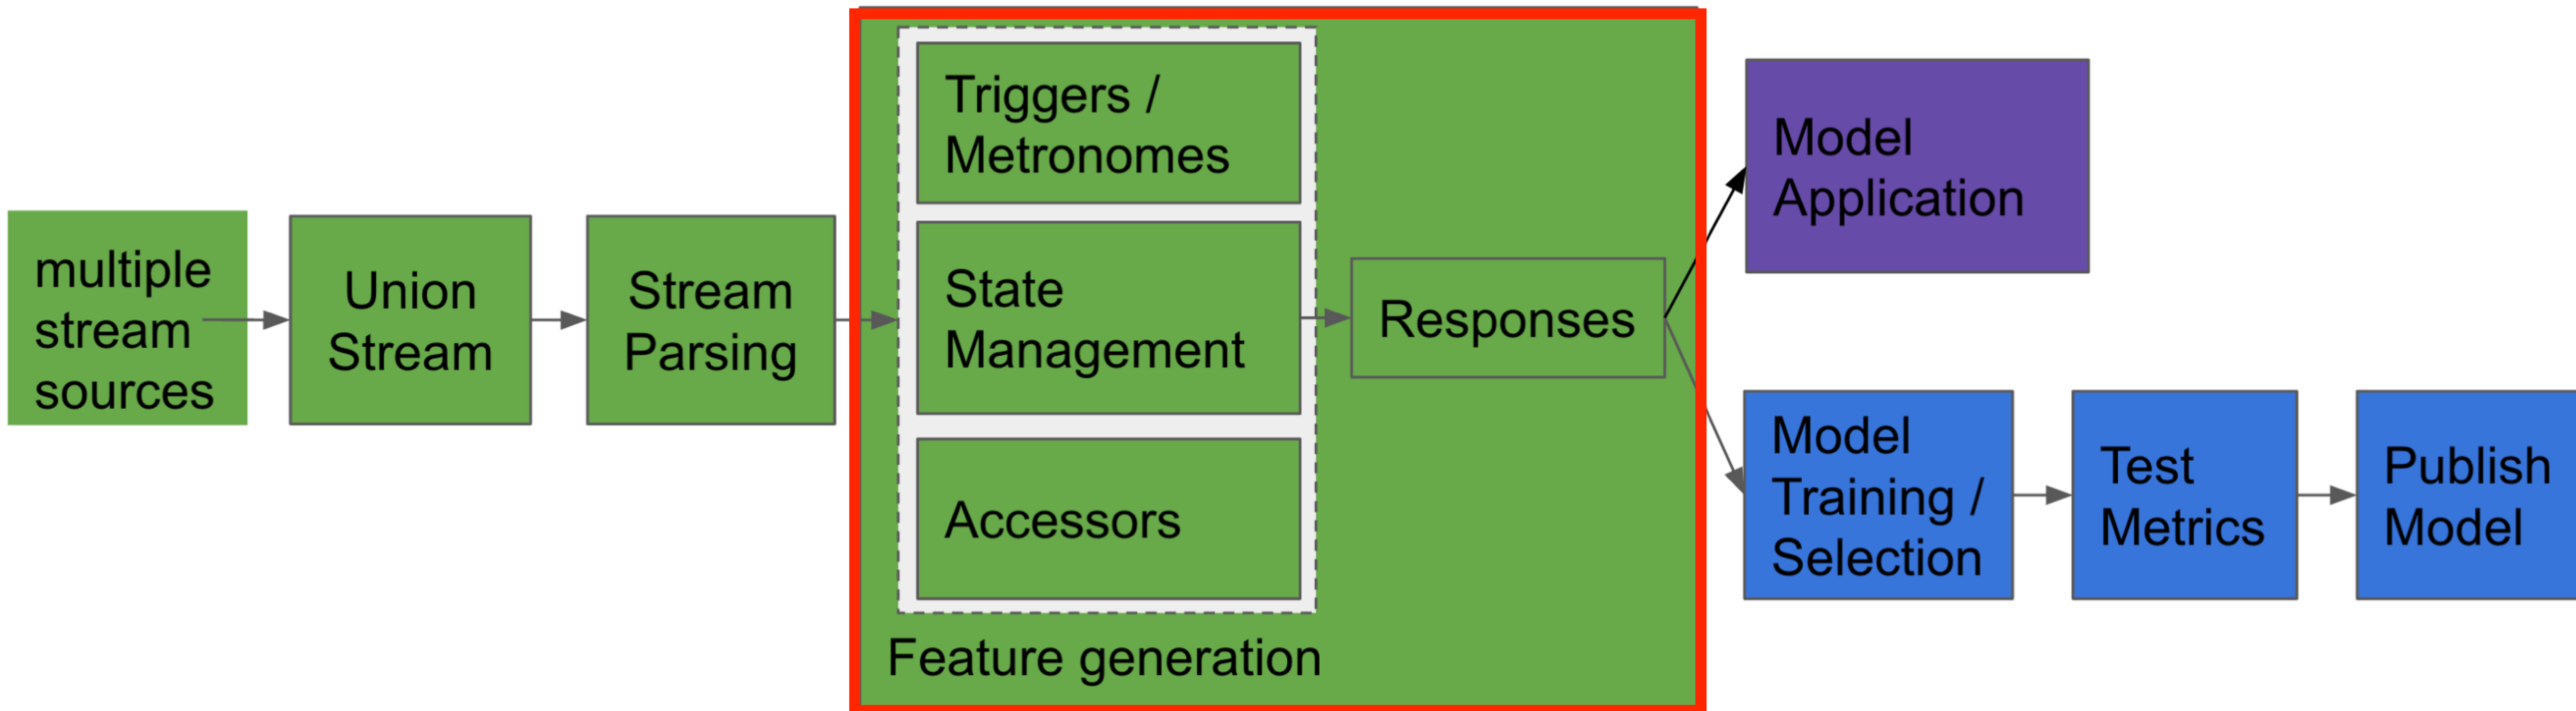 multiple
stream
sources
Union
Stream
Stream
Parsing
Triggers /
Metronomes
State
Management
Accessors
Feature generation
Responses
Model
Application
Model
Training /
Selection
Test
Metrics
Publish
Model